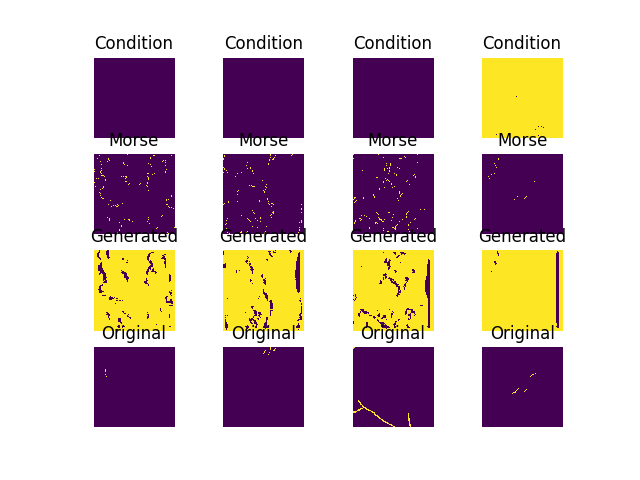 Condition Condition Condition Condition
Morse Morse Morse Morse
Generated Generated Generated Generated
Original Original Original Original